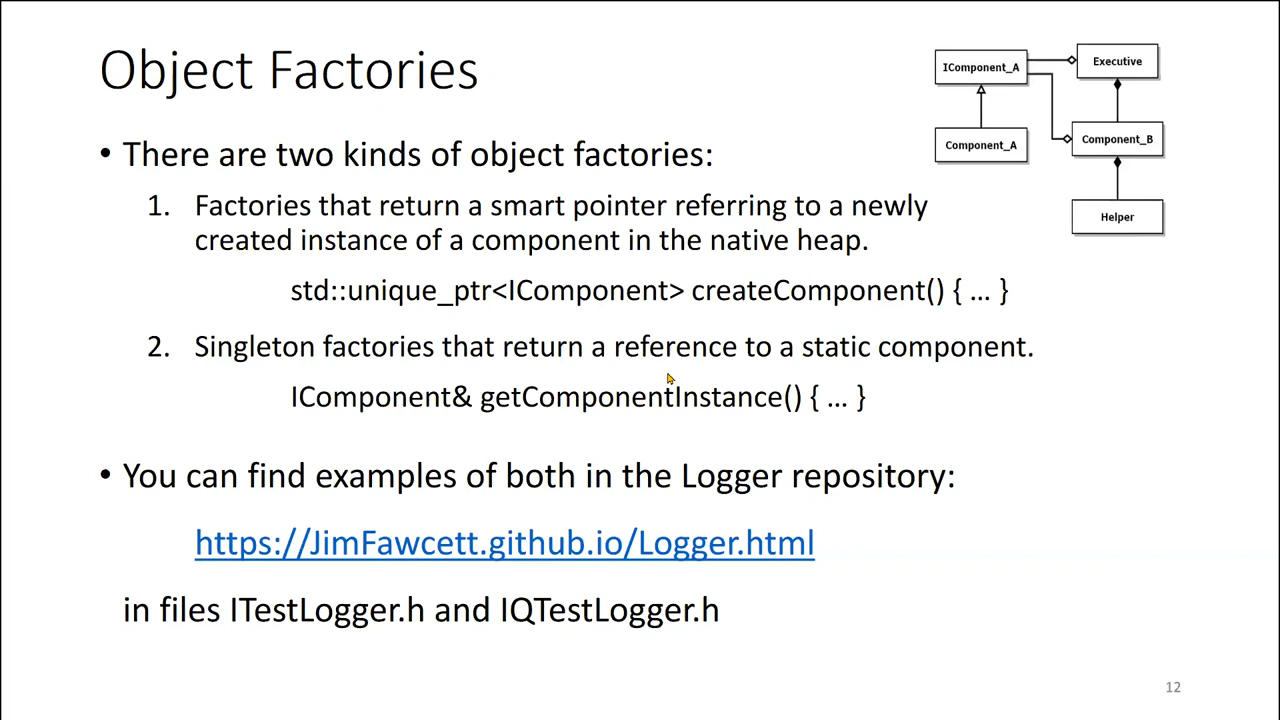 Object Factories
IComponent_A
Executive
Component_A
Component_B
Helper
• There are two kinds of object factories:
1. Factories that return a smart pointer referring to a newly
created instance of a component in the native heap.
std::unique_ptr<IComponent> createComponent() { … }
2. Singleton factories that return a reference to a static component.
IComponent& getComponentInstance() { … }
• You can find examples of both in the Logger repository:
https://JimFawcett.github.io/Logger.html
in files ITestLogger.h and IQTestLogger.h
12